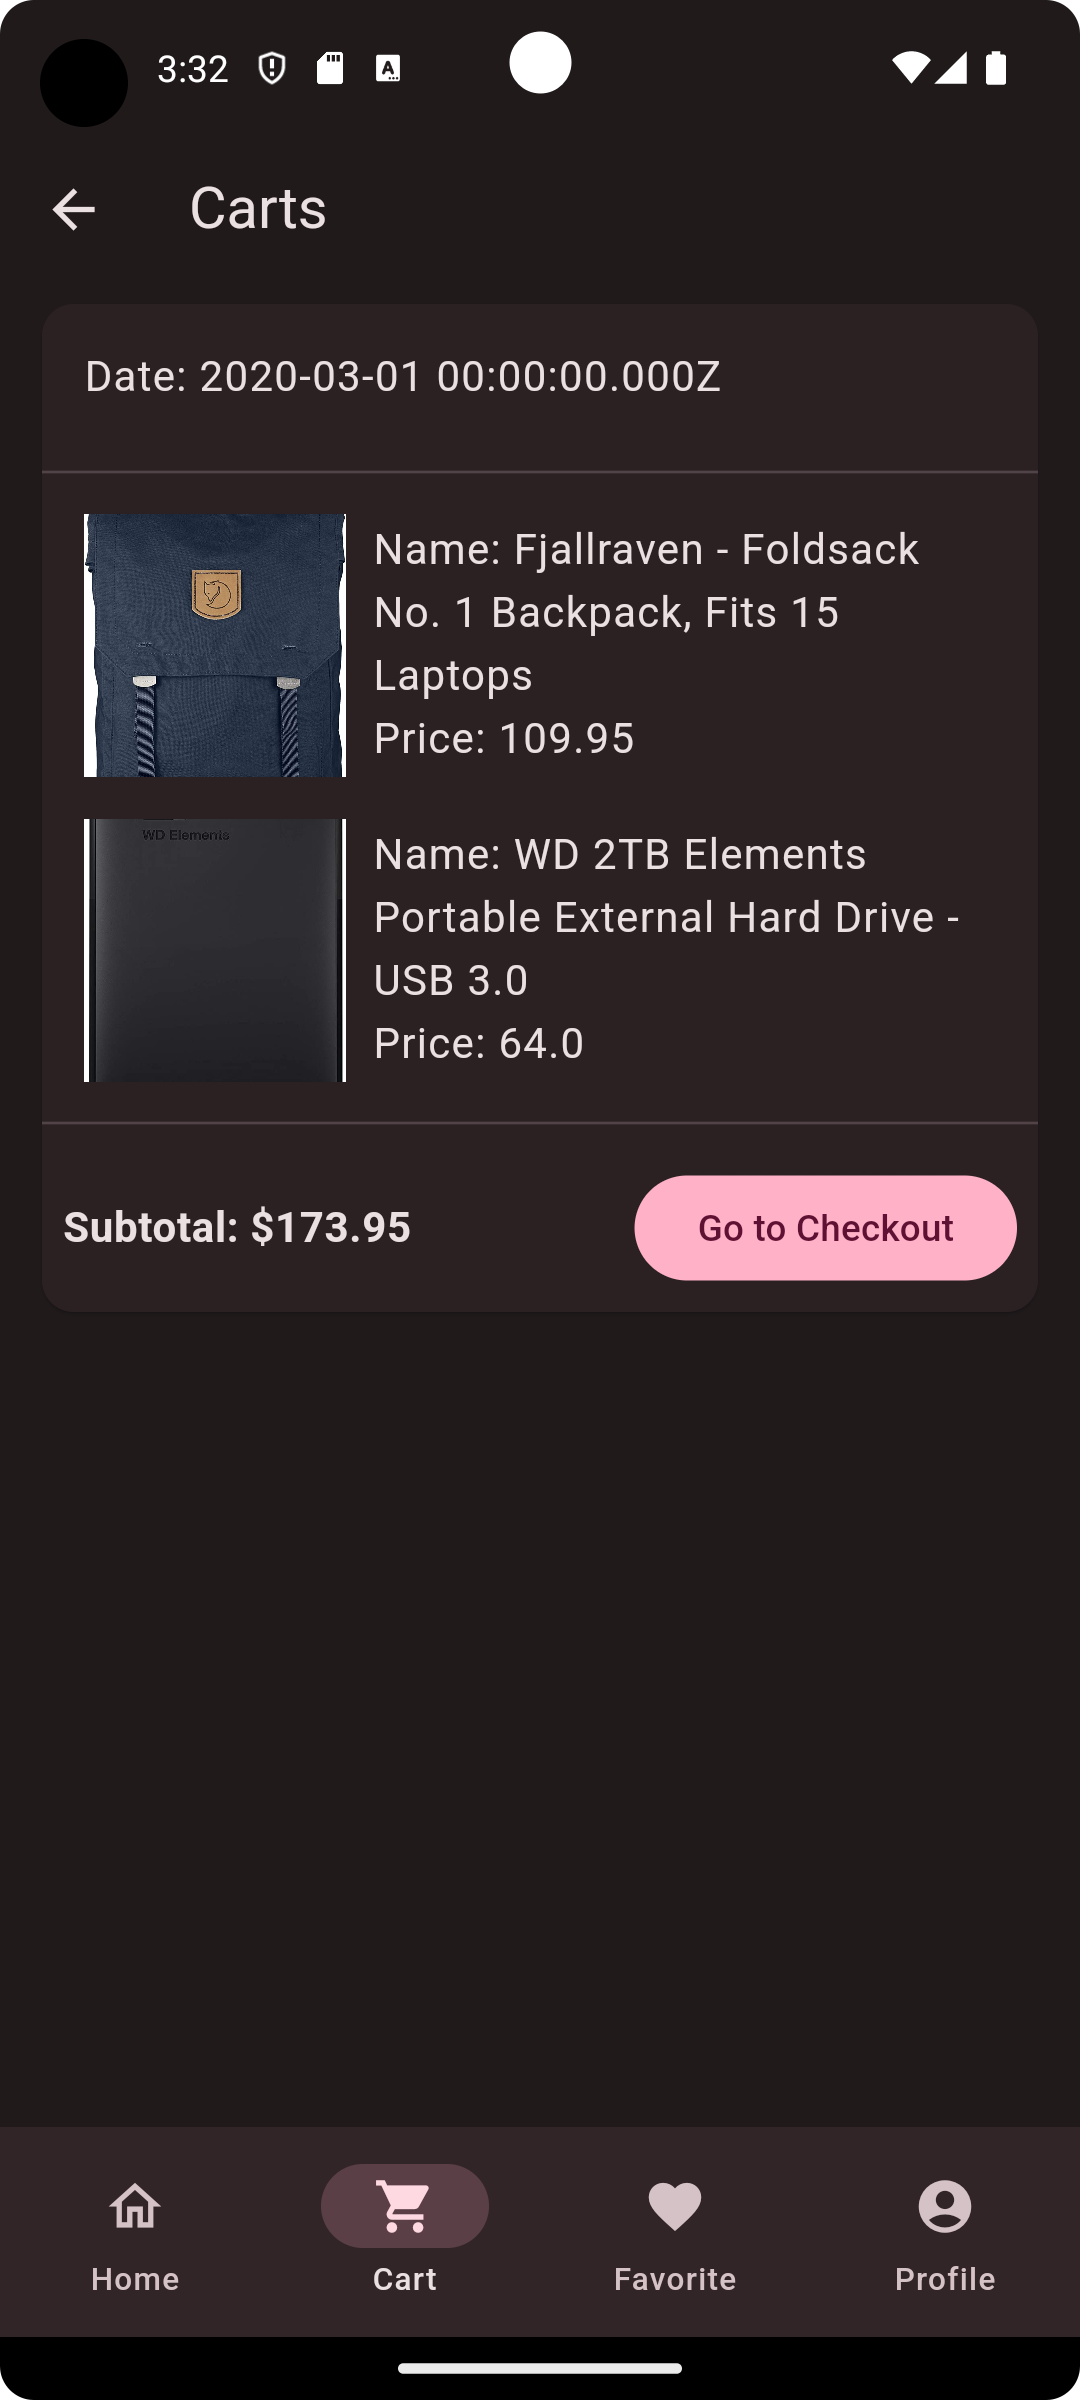 3:32
Carts
Date: 2020-03-01 00:00:00.000Z
Name: Fjallraven - Foldsack
No. 1 Backpack, Fits 15
Laptops
Price: 109.95
WD Elements
Name: WD 2TB Elements
Portable External Hard Drive -
USB 3.0
Price: 64.0
Subtotal: $173.95
Go to Checkout
Home
Cart
Favorite
Profile